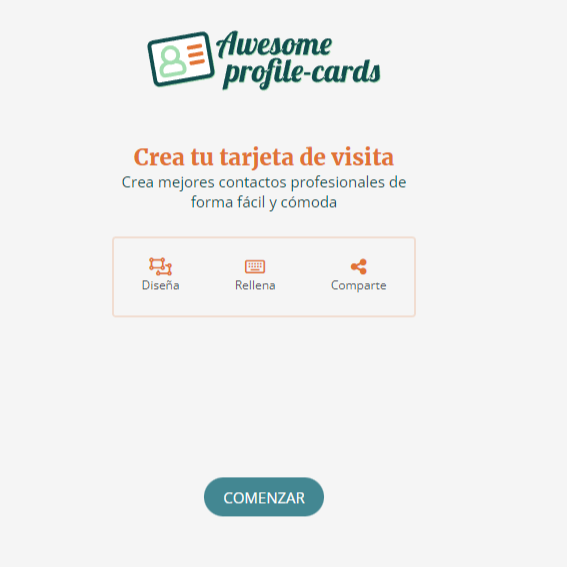 Awesome
profile-cards
Crea tu tarjeta de visita
Crea mejores contactos profesionales de
forma fácil y cómoda
Diseña
Rellena
Comparte
COMENZAR